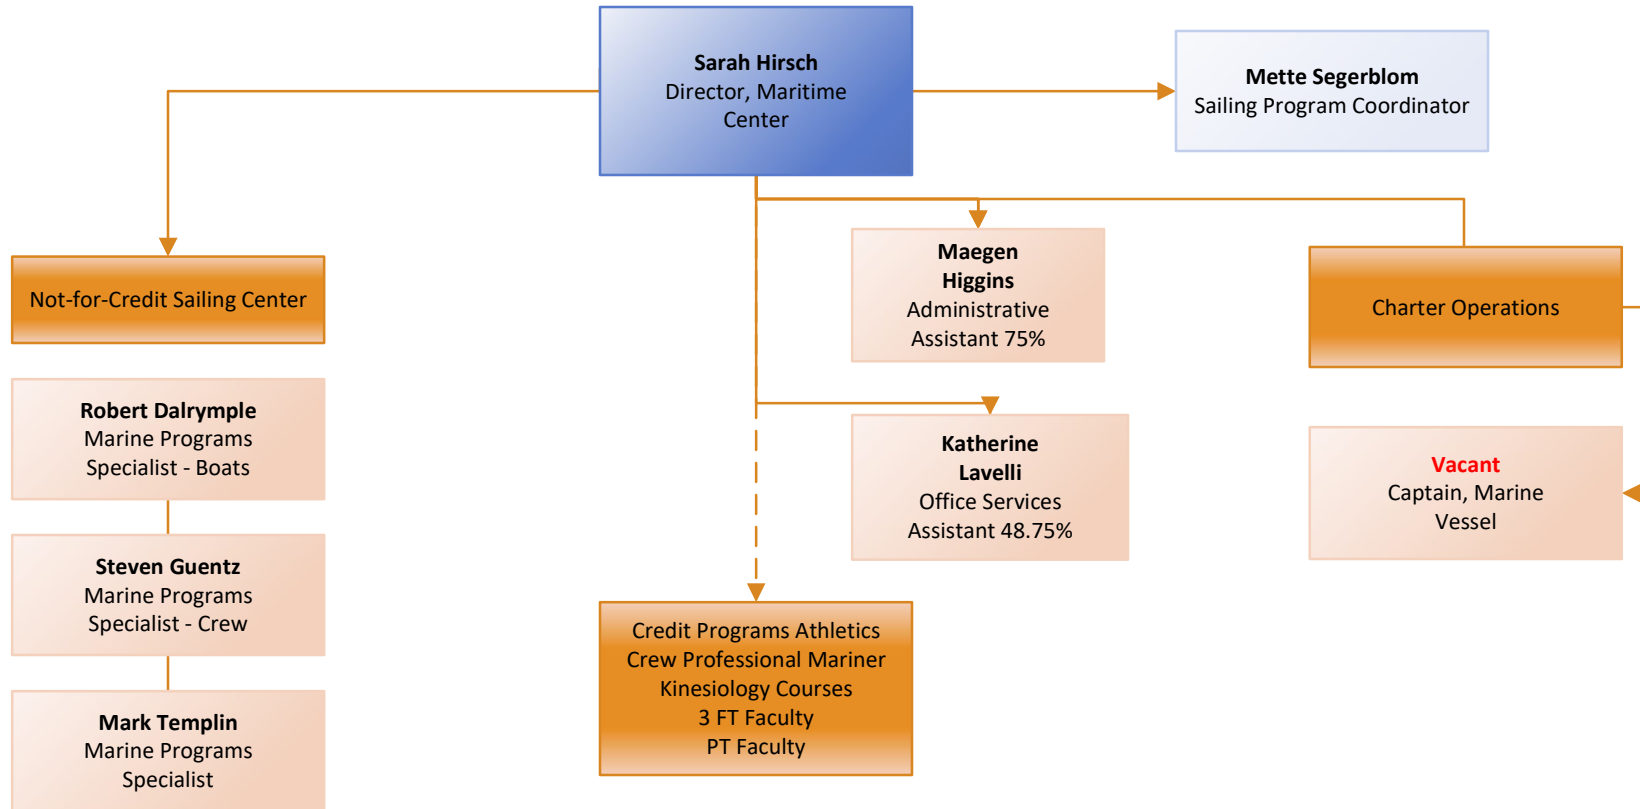 Sarah Hirsch
Director, Maritime
Center
Mette Segerblom
Sailing Program Coordinator
Not-for-Credit Sailing Center
Robert Dalrymple
Marine Programs
Specialist - Boats
Steven Guentz
Marine Programs
Specialist - Crew
Mark Templin
Marine Programs
Specialist
Maegen
Higgins
Administrative
Assistant 75%
Katherine
Lavelli
Office Services
Assistant 48.75%
Credit Programs Athletics
Crew Professional Mariner
Kinesiology Courses
3 FT Faculty
PT Faculty
Charter Operations
Vacant
Captain, Marine
Vessel